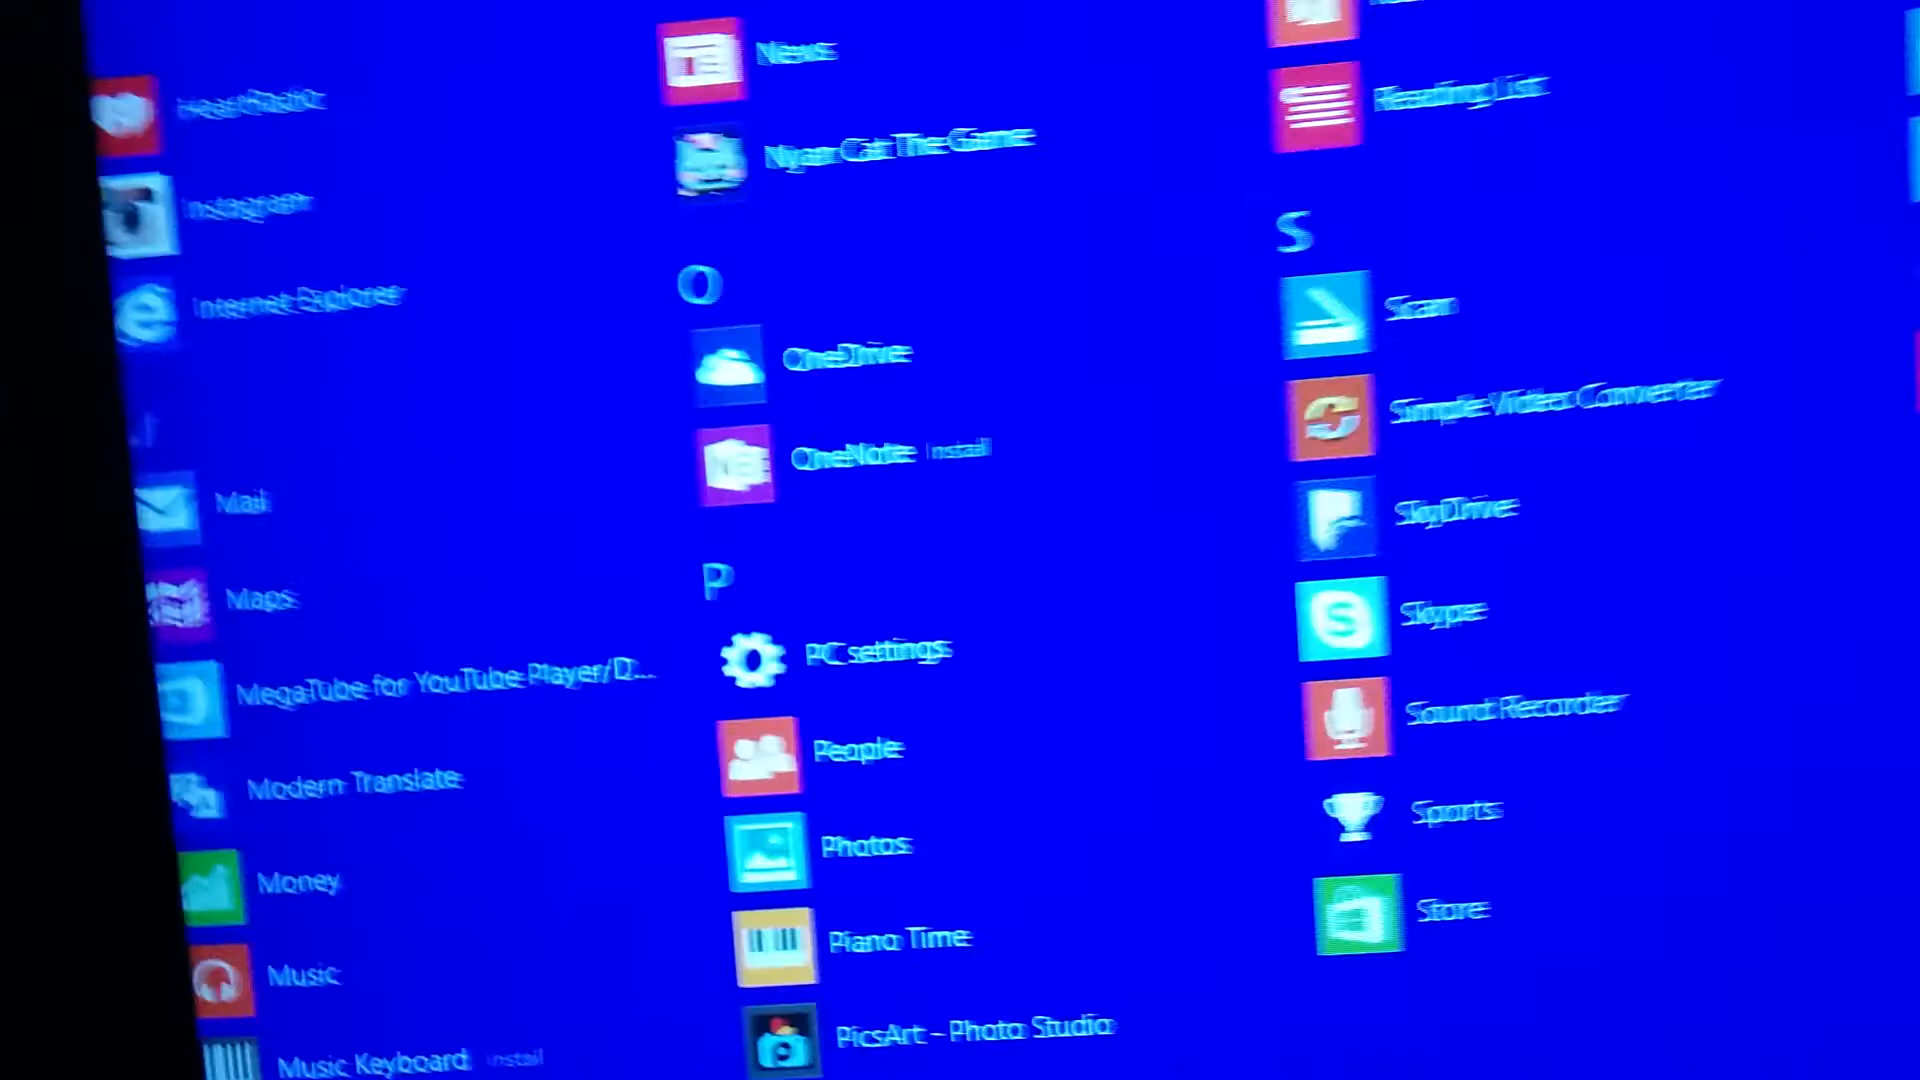 iHeartRadio
Instagram
Internet Explorer
Mail
Maps
MegaTube for YouTube Player/D...
Modern Translate
Money
Music
Music Keyboard install
News
Nyan Cat: The Game
O
OneDrive
OneNote install
P
PC settings
People
Photos
Piano Time
PicsArt – Photo Studio
Reading List
S
Scan
Simple Video Converter
SkyDrive
Skype
Sound Recorder
Sports
Store